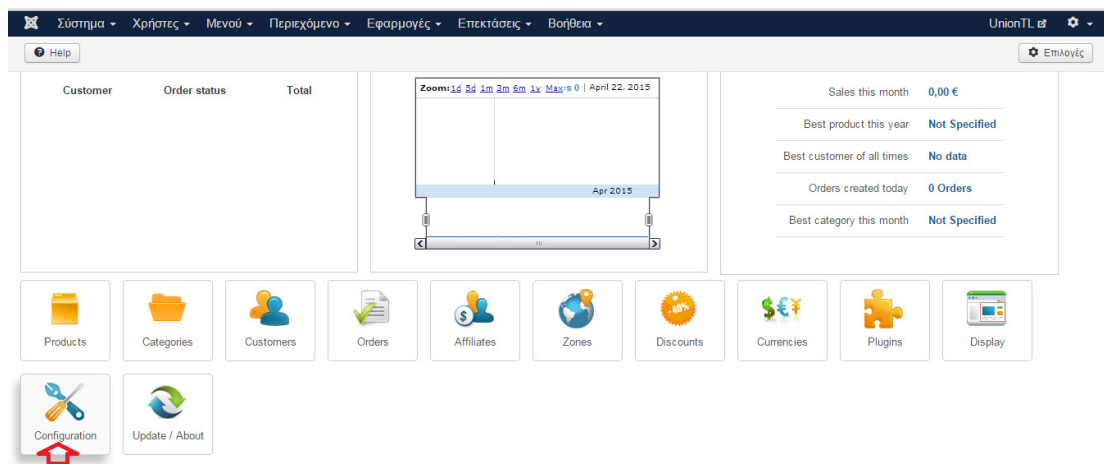 Σύστημα Χρήστες Μενού Περιεχόμενο Εφαρμογές Επεκτάσεις Βοήθεια UnionTL
Help Επιλογές
Customer Order status Total
Zoom: 1d 5d 1m 3m 6m 1y Max:s 0 | April 22, 2015
Apr 2015
Sales this month 0,00 €
Best product this year Not Specified
Best customer of all times No data
Orders created today 0 Orders
Best category this month Not Specified
$€¥
-40%
Products Categories Customers Orders Affiliates Zones Discounts Currencies Plugins Display
Configuration Update / About